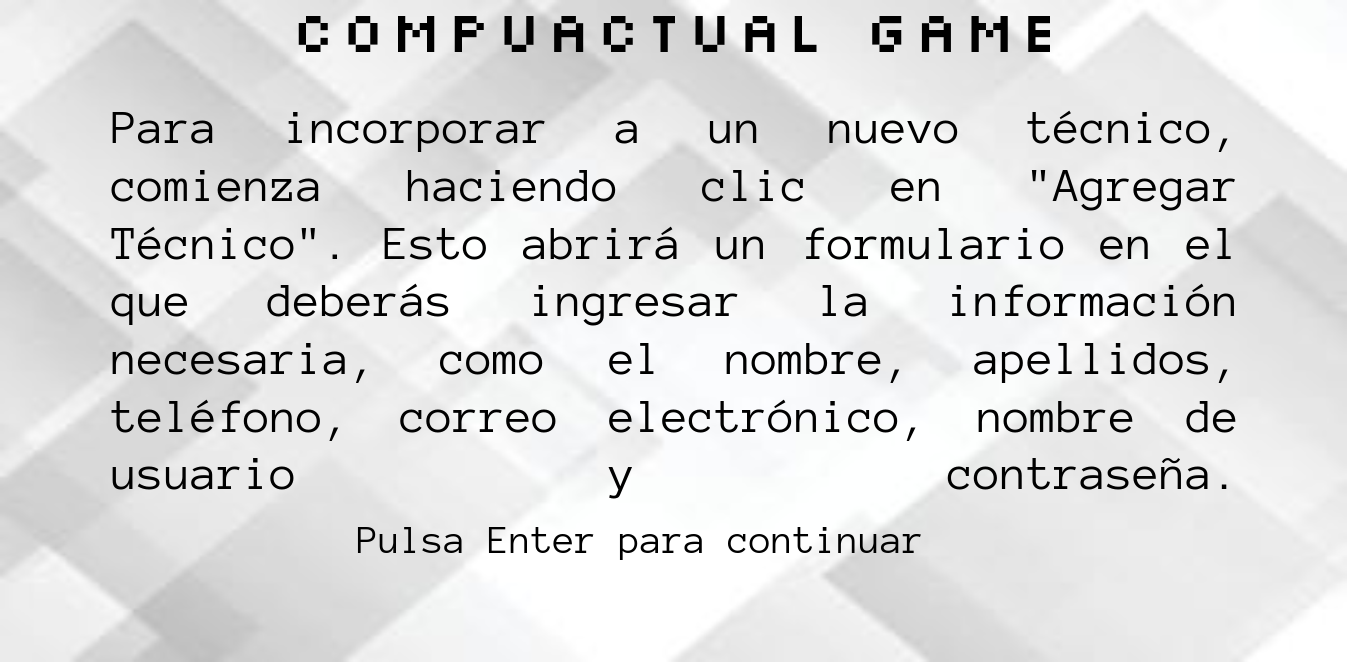 COMPUACTUAL GAME
Para incorporar a un nuevo técnico,
comienza haciendo clic en "Agregar
Técnico". Esto abrirá un formulario en el
que deberás ingresar la información
necesaria, como el nombre, apellidos,
teléfono, correo electrónico, nombre de
usuario y contraseña.
Pulsa Enter para continuar